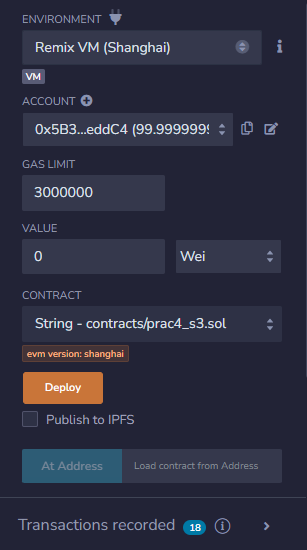 ENVIRONMENT
Remix VM (Shanghai)
VM
ACCOUNT
0x5B3...eddC4 (99.9999999
GAS LIMIT
3000000
VALUE
0 Wei
CONTRACT
String - contracts/prac4_s3.sol
evm version: shanghai
Deploy
Publish to IPFS
At Address Load contract from Address
Transactions recorded 18